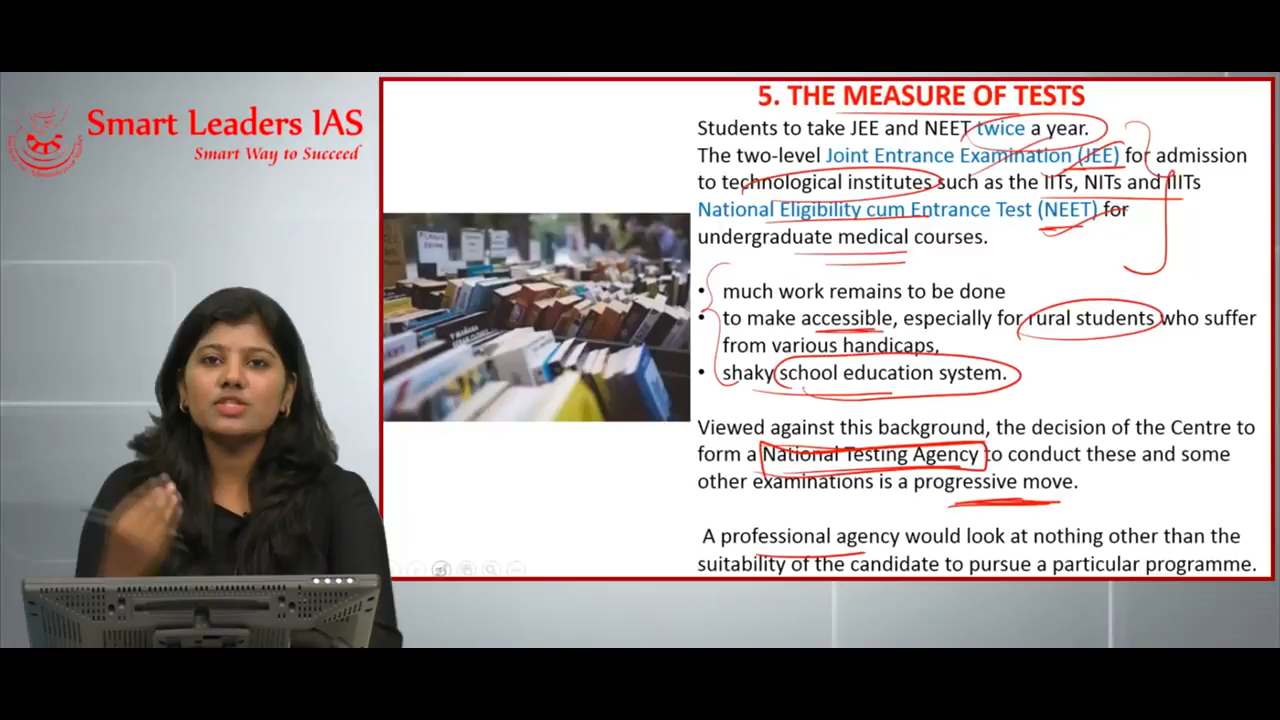 Smart Leaders IAS
Smart Way to Succeed
5. THE MEASURE OF TESTS
Students to take JEE and NEET twice a year.
The two-level Joint Entrance Examination (JEE) for admission
to technological institutes such as the IITs, NITs and IIITs
National Eligibility cum Entrance Test (NEET) for
undergraduate medical courses.
• much work remains to be done
• to make accessible, especially for rural students who suffer
from various handicaps,
• shaky school education system.
Viewed against this background, the decision of the Centre to
form a National Testing Agency to conduct these and some
other examinations is a progressive move.
A professional agency would look at nothing other than the
suitability of the candidate to pursue a particular programme.